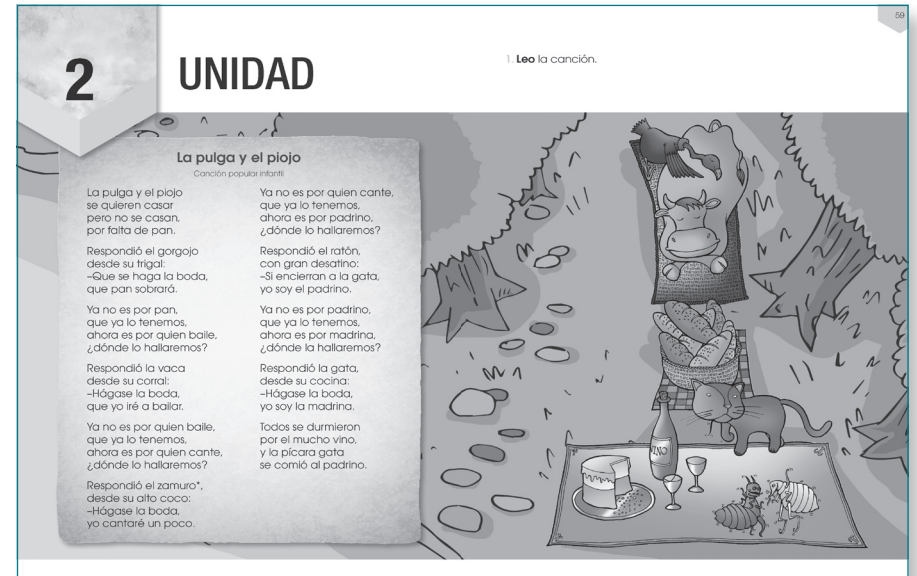 59
2
UNIDAD
1. Leo la canción.
La pulga y el piojo
Canción popular infantil
La pulga y el piojo
se quieren casar
pero no se casan,
por falta de pan.
Respondió el gorgojo
desde su trigal:
–Que se haga la boda,
que pan sobrará.
Ya no es por pan,
que ya lo tenemos,
ahora es por quien baile,
¿dónde lo hallaremos?
Respondió la vaca
desde su corral:
–Hágase la boda,
que yo iré a bailar.
Ya no es por quien baile,
que ya lo tenemos,
ahora es por quien cante,
¿dónde lo hallaremos?
Respondió el zamuro*,
desde su alto coco:
–Hágase la boda,
yo cantaré un poco.
Ya no es por quien cante,
que ya lo tenemos,
ahora es por padrino,
¿dónde lo hallaremos?
Respondió el ratón,
con gran desatino:
–Si encierran a la gata,
yo soy el padrino.
Ya no es por padrino,
que ya lo tenemos,
ahora es por madrina,
¿dónde la hallaremos?
Respondió la gata,
desde su cocina:
–Hágase la boda,
yo soy la madrina.
Todos se durmieron
por el mucho vino,
y la pícara gata
se comió al padrino.
VINO